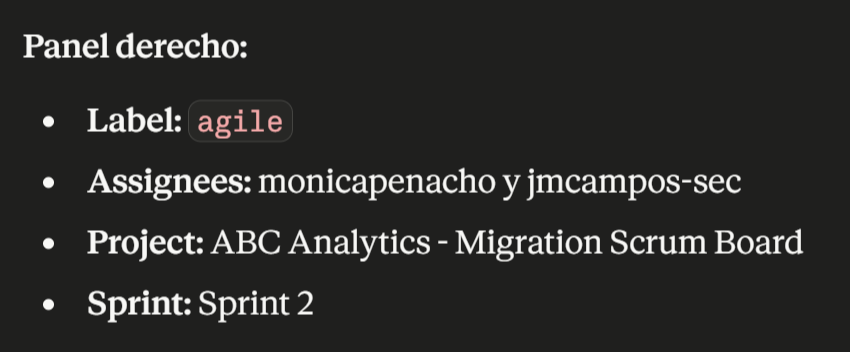 Panel derecho:
Label: agile
Assignees: monicapenacho y jmcampos-sec
Project: ABC Analytics - Migration Scrum Board
Sprint: Sprint 2